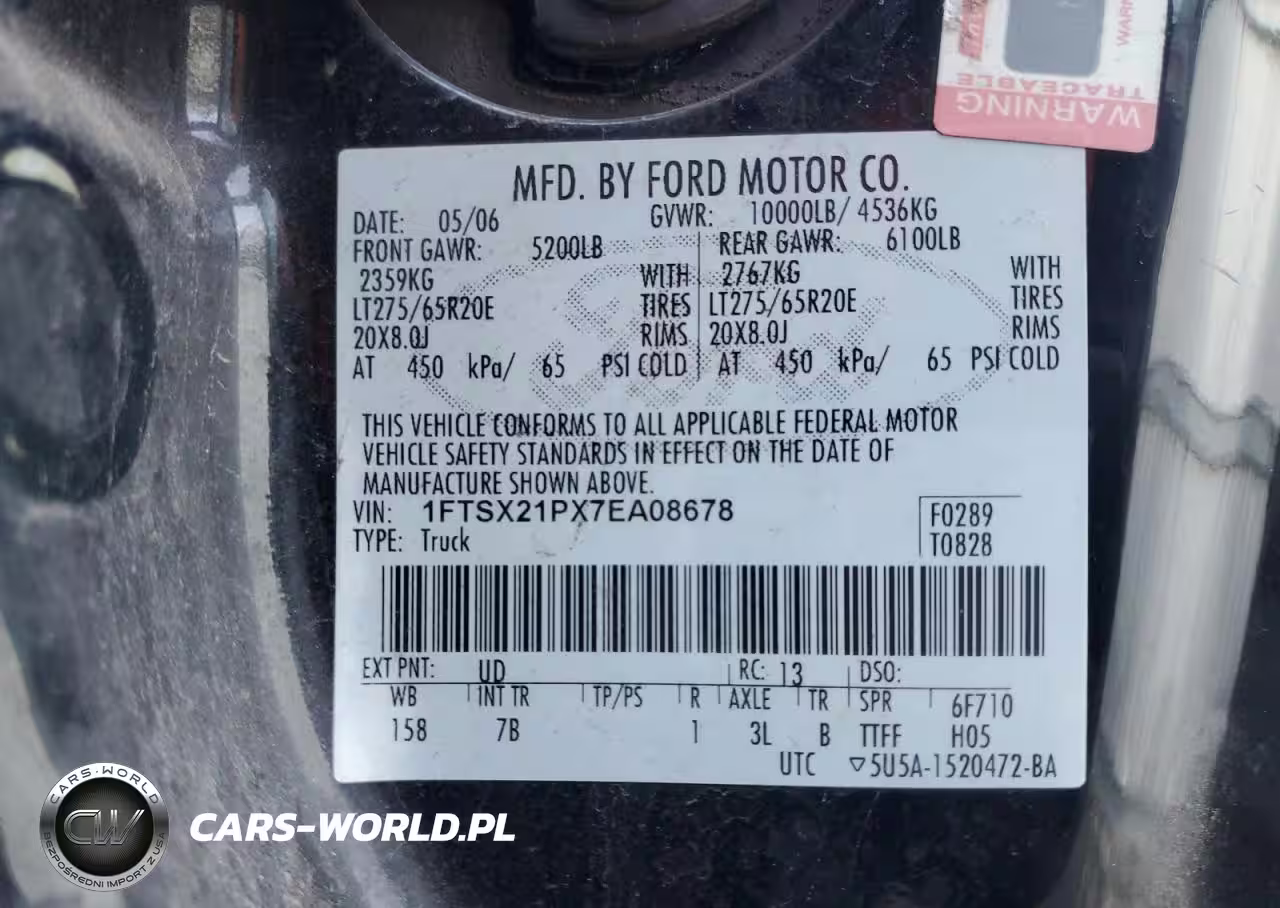 WARN
TRACEABLE
WARNING
MFD. BY FORD MOTOR CO.
DATE: 05/06 GVWR: 10000LB/ 4536KG
FRONT GAWR: 5200LB REAR GAWR: 6100LB
2359KG WITH 2767KG WITH
LT275/65R20E TIRES LT275/65R20E TIRES
20X8.0J RIMS 20X8.0J RIMS
AT 450 kPa/ 65 PSI COLD AT 450 kPa/ 65 PSI COLD
THIS VEHICLE CONFORMS TO ALL APPLICABLE FEDERAL MOTOR
VEHICLE SAFETY STANDARDS IN EFFECT ON THE DATE OF
MANUFACTURE SHOWN ABOVE.
VIN: 1FTSX21PX7EA08678 F0289
TYPE: Truck T0828
EXT PNT: UD RC: 13 DSO:
WB INT TR TP/PS R AXLE TR SPR 6F710
158 7B 1 3L B TTFF H05
UTC ▽5U5A-1520472-BA
CARS-WORLD
CW
BEZPOŚREDNI IMPORT Z USA
CARS-WORLD.PL